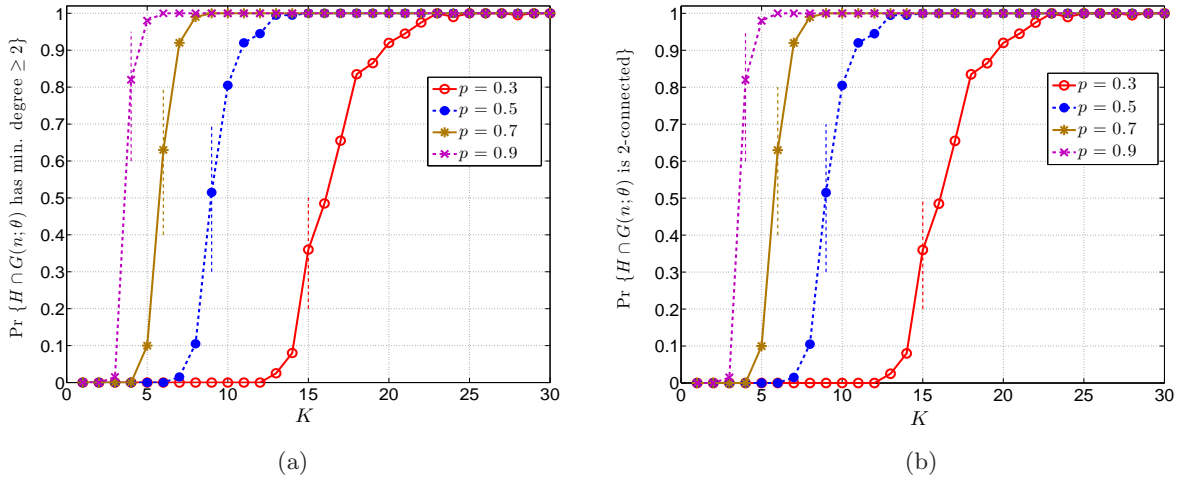 Pr {H ∩ G(n; θ) has min. degree ≥ 2}
1
0.9
0.8
0.7
0.6
0.5
0.4
0.3
0.2
0.1
0
0 5 10 15 20 25 30
K
p = 0.3
p = 0.5
p = 0.7
p = 0.9
(a)
Pr {H ∩ G(n; θ) is 2-connected}
1
0.9
0.8
0.7
0.6
0.5
0.4
0.3
0.2
0.1
0
0 5 10 15 20 25 30
K
p = 0.3
p = 0.5
p = 0.7
p = 0.9
(b)